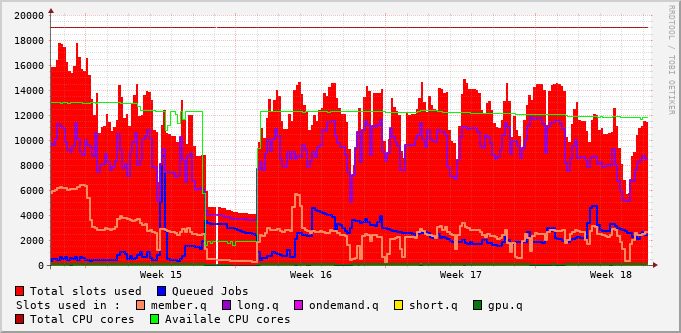 RRDTOOL / TOBI OETIKER
20000
18000
16000
14000
12000
10000
8000
6000
4000
2000
0
Week 15 Week 16 Week 17 Week 18
Total slots used Queued Jobs
Slots used in : member.q long.q ondemand.q short.q gpu.q
Total CPU cores Availale CPU cores